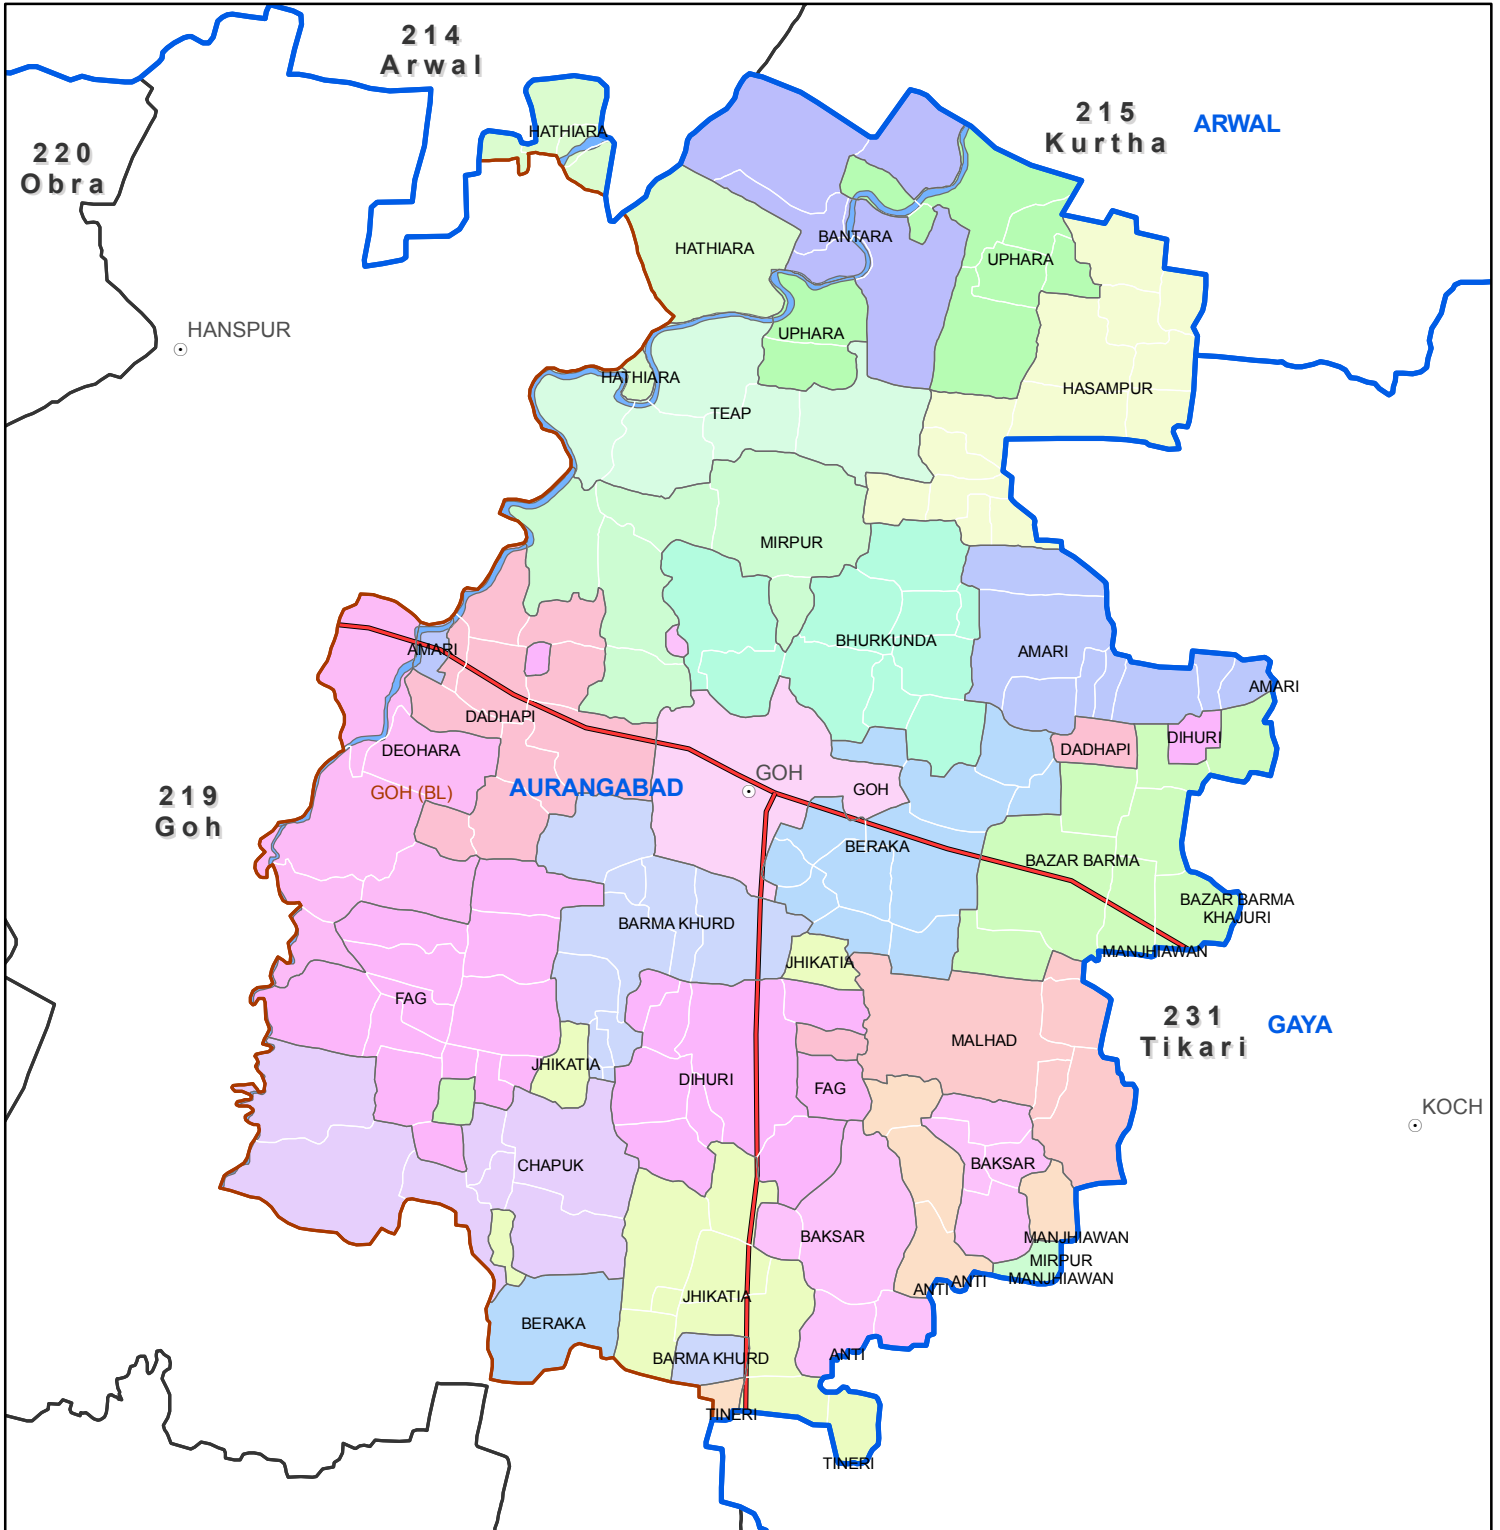 214
Arwal
215
Kurtha
ARWAL
HATHIARA
220
Obra
HATHIARA
BANTARA
UPHARA
HANSPUR
UPHARA
HATHIARA
HASAMPUR
TEAP
MIRPUR
BHURKUNDA
AMARI
AMARI
AMARI
DADHAPI
DIHURI
DEOHARA
DADHAPI
GOH
GOH (BL)
AURANGABAD
GOH
219
Goh
BERAKA
BAZAR BARMA
BAZAR BARMA
KHAJURI
BARMA KHURD
MANJHIAWAN
JHIKATIA
FAG
231
Tikari
GAYA
MALHAD
JHIKATIA
DIHURI
FAG
KOCH
CHAPUK
BAKSAR
BAKSAR
MANJHIAWAN
MIRPUR
MANJHIAWAN
ANTI
ANTI
JHIKATIA
BERAKA
BARMA KHURD
ANTI
TINERI
TINERI